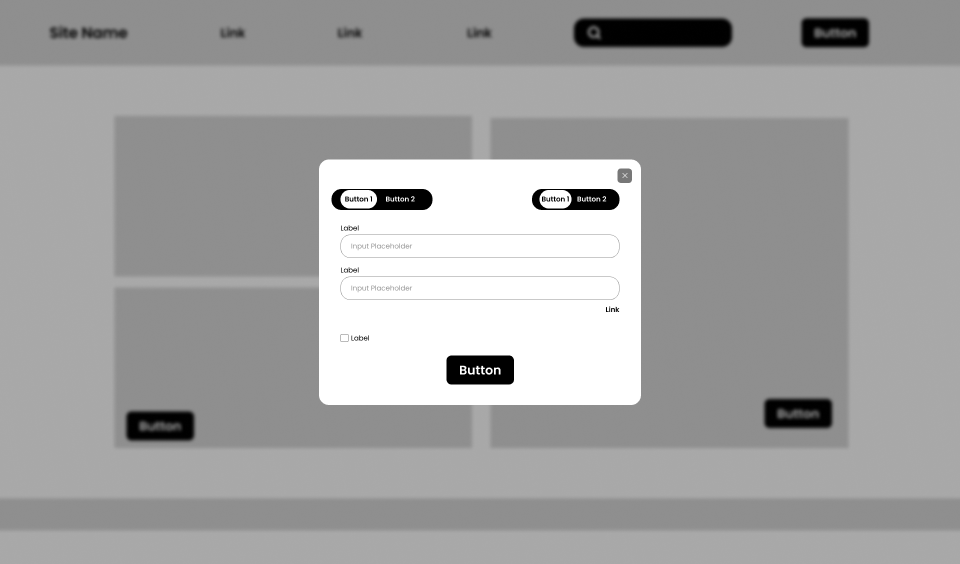 Site Name Link Link Link Button
Button 1 Button 2 Button 1 Button 2
Label
Input Placeholder
Label
Input Placeholder
Link
Label
Button
Button
Button